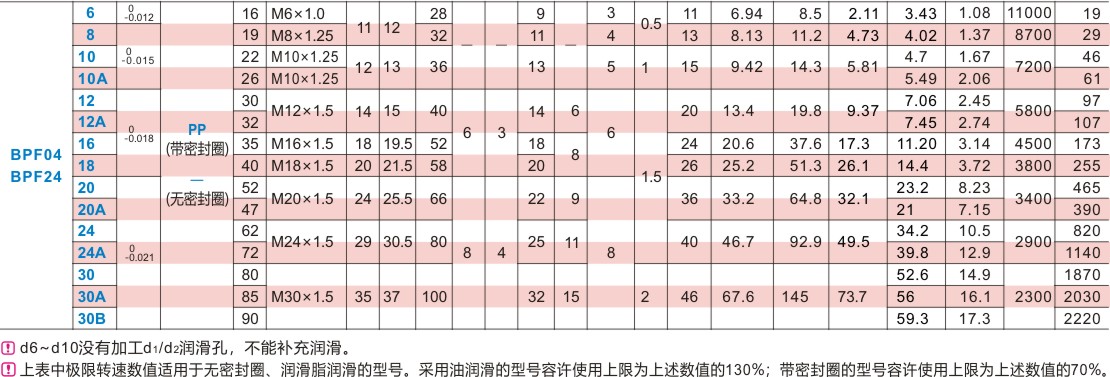 6 0 -0.012 16 M6×1.0 11 12 28 9 3 0.5 11 6.94 8.5 2.11 3.43 1.08 11000 19
8 19 M8×1.25 32 — 11 — 4 13 8.13 11.2 4.73 4.02 1.37 8700 29
10 0 -0.015 22 M10×1.25 12 13 36 13 5 1 15 9.42 14.3 5.81 4.7 1.67 7200 46
10A 26 M10×1.25 5.49 2.06 61
12 30 M12×1.5 14 15 40 14 6 20 13.4 19.8 9.37 7.06 2.45 5800 97
12A 0 -0.018 PP 32 6 3 6 7.45 2.74 107
16 (带密封圈) 35 M16×1.5 18 19.5 52 18 8 24 20.6 37.6 17.3 11.20 3.14 4500 173
BPF04 18 40 M18×1.5 20 21.5 58 20 26 25.2 51.3 26.1 14.4 3.72 3800 255
BPF24 20 — 52 M20×1.5 24 25.5 66 22 9 1.5 36 33.2 64.8 32.1 23.2 8.23 3400 465
20A (无密封圈) 47 21 7.15 390
24 62 M24×1.5 29 30.5 80 25 11 40 46.7 92.9 49.5 34.2 10.5 2900 820
24A 0 -0.021 72 8 4 8 39.8 12.9 1140
30 80 52.6 14.9 1870
30A 85 M30×1.5 35 37 100 32 15 2 46 67.6 145 73.7 56 16.1 2300 2030
30B 90 59.3 17.3 2220
! d6~d10没有加工d1/d2润滑孔，不能补充润滑。
! 上表中极限转速数值适用于无密封圈、润滑脂润滑的型号。采用油润滑的型号容许使用上限为上述数值的130%；带密封圈的型号容许使用上限为上述数值的70%。